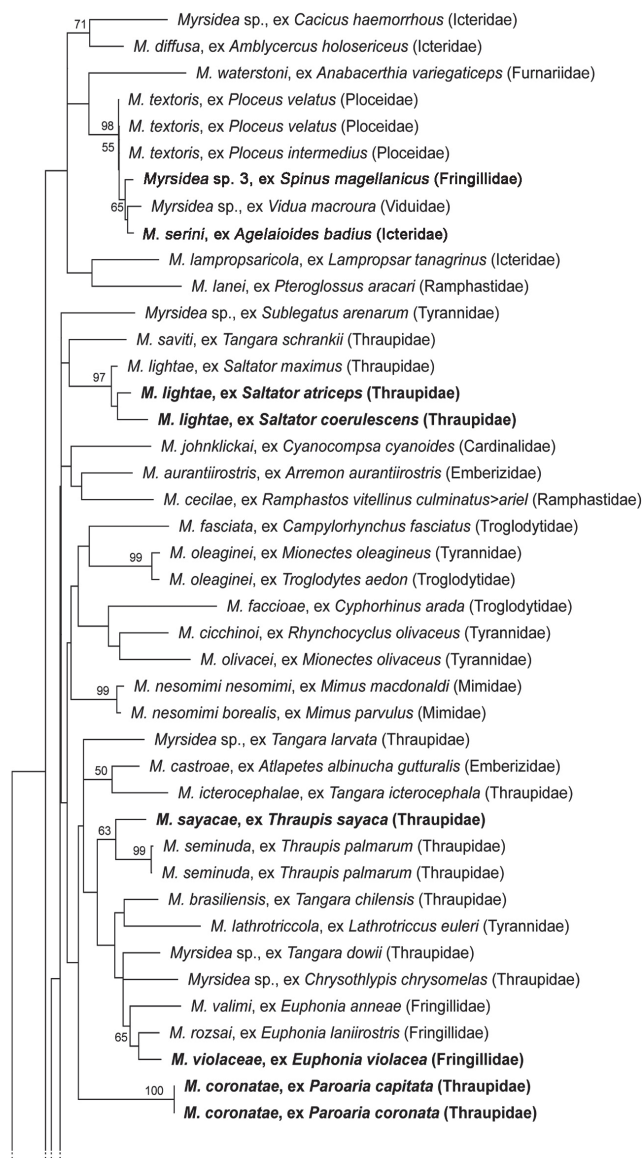 71
Myrsidea sp., ex Cacicus haemorrhous (Icteridae)
M. diffusa, ex Amblycercus holosericeus (Icteridae)
M. waterstoni, ex Anabacerthia variegaticeps (Furnariidae)
M. textoris, ex Ploceus velatus (Ploceidae)
98
M. textoris, ex Ploceus velatus (Ploceidae)
55
M. textoris, ex Ploceus intermedius (Ploceidae)
Myrsidea sp. 3, ex Spinus magellanicus (Fringillidae)
65
Myrsidea sp., ex Vidua macroura (Viduidae)
M. serini, ex Agelaioides badius (Icteridae)
M. lampropsaricola, ex Lampropsar tanagrinus (Icteridae)
M. lanei, ex Pteroglossus aracari (Ramphastidae)
Myrsidea sp., ex Sublegatus arenarum (Tyrannidae)
M. saviti, ex Tangara schrankii (Thraupidae)
M. lightae, ex Saltator maximus (Thraupidae)
97
M. lightae, ex Saltator atriceps (Thraupidae)
M. lightae, ex Saltator coerulescens (Thraupidae)
M. johnklickai, ex Cyanocompsa cyanoides (Cardinalidae)
M. aurantiirostris, ex Arremon aurantiirostris (Emberizidae)
M. cecilae, ex Ramphastos vitellinus culminatus>ariel (Ramphastidae)
M. fasciata, ex Campylorhynchus fasciatus (Troglodytidae)
99
M. oleaginei, ex Mionectes oleagineus (Tyrannidae)
M. oleaginei, ex Troglodytes aedon (Troglodytidae)
M. faccioae, ex Cyphorhinus arada (Troglodytidae)
M. cicchinoi, ex Rhynchocyclus olivaceus (Tyrannidae)
M. olivacei, ex Mionectes olivaceus (Tyrannidae)
99
M. nesomimi nesomimi, ex Mimus macdonaldi (Mimidae)
M. nesomimi borealis, ex Mimus parvulus (Mimidae)
Myrsidea sp., ex Tangara larvata (Thraupidae)
50
M. castroae, ex Atlapetes albinucha gutturalis (Emberizidae)
M. icterocephalae, ex Tangara icterocephala (Thraupidae)
M. sayacae, ex Thraupis sayaca (Thraupidae)
63
99
M. seminuda, ex Thraupis palmarum (Thraupidae)
M. seminuda, ex Thraupis palmarum (Thraupidae)
M. brasiliensis, ex Tangara chilensis (Thraupidae)
M. lathrotriccola, ex Lathrotriccus euleri (Tyrannidae)
Myrsidea sp., ex Tangara dowii (Thraupidae)
Myrsidea sp., ex Chrysothlypis chrysomelas (Thraupidae)
M. valimi, ex Euphonia anneae (Fringillidae)
65
M. rozsai, ex Euphonia laniirostris (Fringillidae)
M. violaceae, ex Euphonia violacea (Fringillidae)
100
M. coronatae, ex Paroaria capitata (Thraupidae)
M. coronatae, ex Paroaria coronata (Thraupidae)